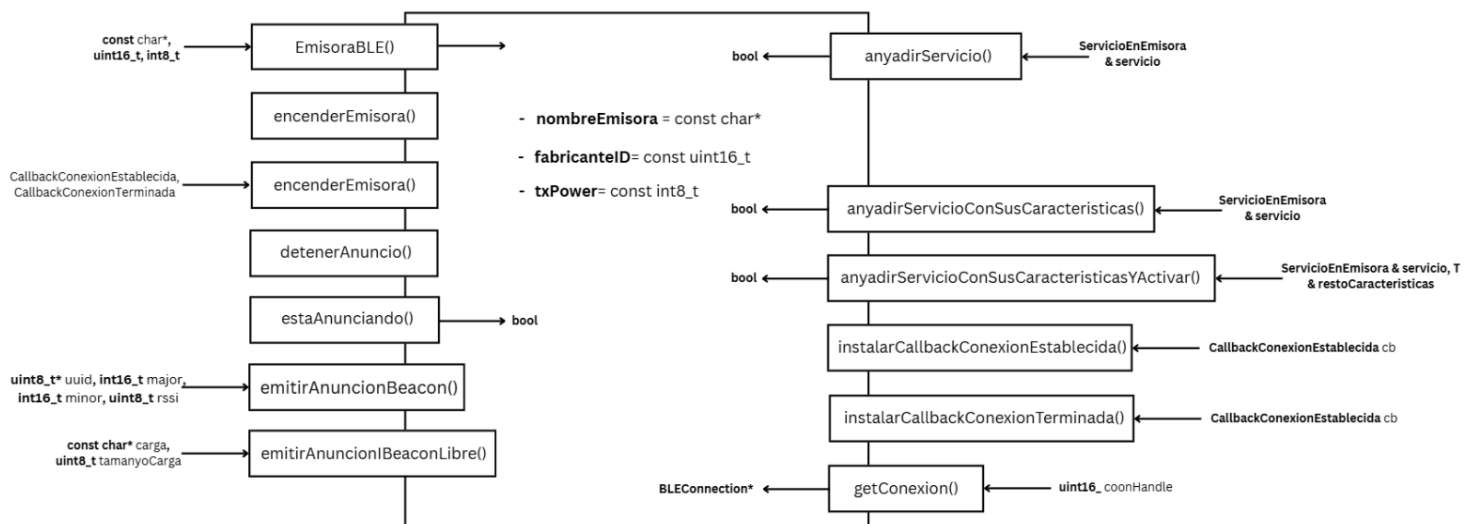 const char*,
uint16_t, int8_t
EmisoraBLE()
encenderEmisora()
CallbackConexionEstablecida,
CallbackConexionTerminada
encenderEmisora()
detenerAnuncio()
estaAnunciando()
bool
uint8_t* uuid, int16_t major,
int16_t minor, uint8_t rssi
emitirAnuncionBeacon()
const char* carga,
uint8_t tamanyoCarga
emitirAnuncionIBeaconLibre()
- nombreEmisora = const char*
- fabricanteID= const uint16_t
- txPower= const int8_t
bool
anyadirServicio()
ServicioEnEmisora
& servicio
bool
anyadirServicioConSusCaracteristicas()
ServicioEnEmisora
& servicio
bool
anyadirServicioConSusCaracteristicasYActivar()
ServicioEnEmisora & servicio, T
& restoCaracteristicas
instalarCallbackConexionEstablecida()
CallbackConexionEstablecida cb
instalarCallbackConexionTerminada()
CallbackConexionEstablecida cb
BLEConnection*
getConexion()
uint16_ coonHandle